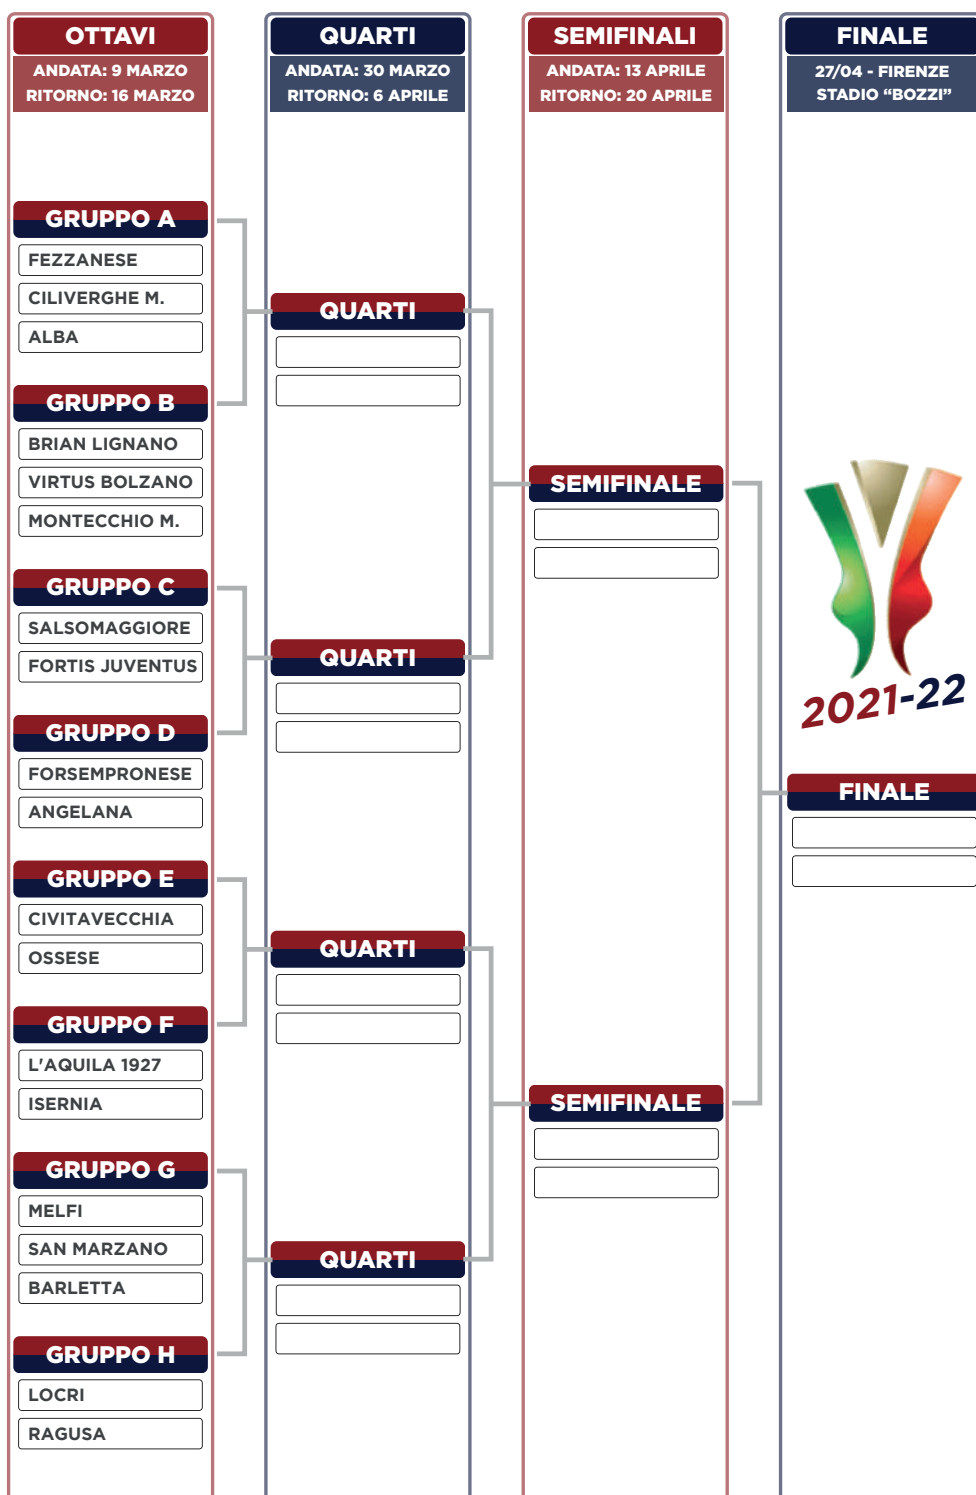 OTTAVI
ANDATA: 9 MARZO
RITORNO: 16 MARZO
GRUPPO A
FEZZANESE
CILIVERGHE M.
ALBA
GRUPPO B
BRIAN LIGNANO
VIRTUS BOLZANO
MONTECCHIO M.
GRUPPO C
SALSOMAGGIORE
FORTIS JUVENTUS
GRUPPO D
FORSEMPRONESE
ANGELANA
GRUPPO E
CIVITAVECCHIA
OSSESE
GRUPPO F
L'AQUILA 1927
ISERNIA
GRUPPO G
MELFI
SAN MARZANO
BARLETTA
GRUPPO H
LOCRI
RAGUSA
QUARTI
ANDATA: 30 MARZO
RITORNO: 6 APRILE
QUARTI
QUARTI
QUARTI
QUARTI
SEMIFINALI
ANDATA: 13 APRILE
RITORNO: 20 APRILE
SEMIFINALE
SEMIFINALE
FINALE
27/04 - FIRENZE
STADIO “BOZZI”
2021-22
FINALE